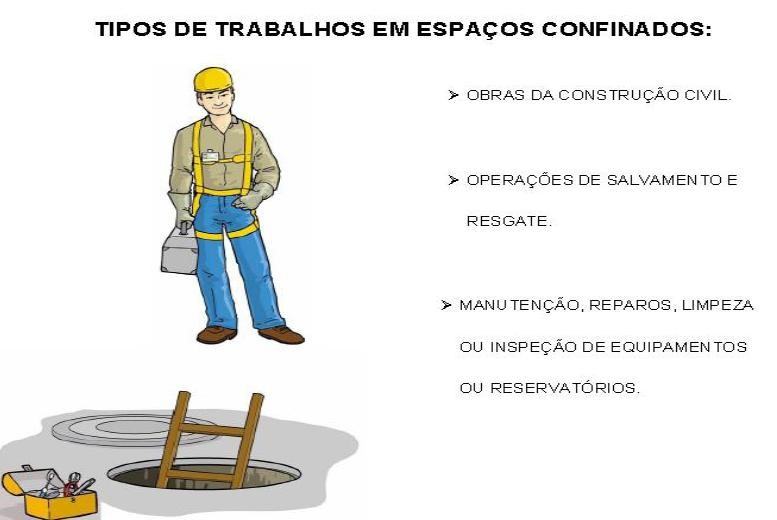 TIPOS DE TRABALHOS EM ESPAÇOS CONFINADOS:
➢ OBRAS DA CONSTRUÇÃO CIVIL.
➢ OPERAÇÕES DE SALVAMENTO E
RESGATE.
➢ MANUTENÇÃO, REPAROS, LIMPEZA
OU INSPEÇÃO DE EQUIPAMENTOS
OU RESERVATÓRIOS.